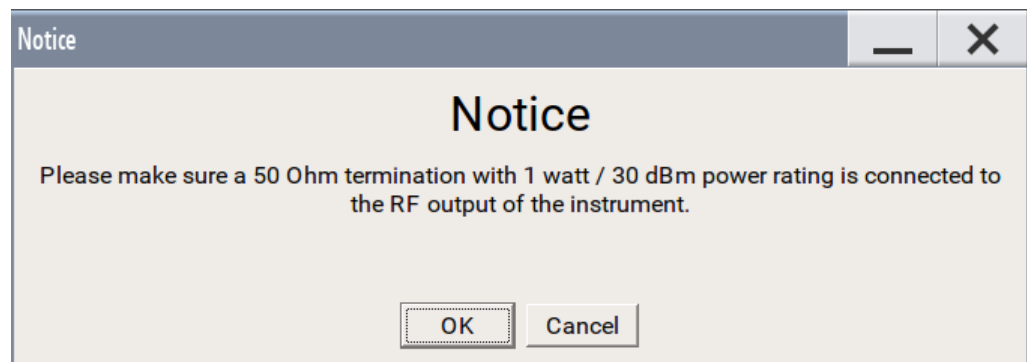 Notice
Notice
Please make sure a 50 Ohm termination with 1 watt / 30 dBm power rating is connected to
the RF output of the instrument.
OK Cancel